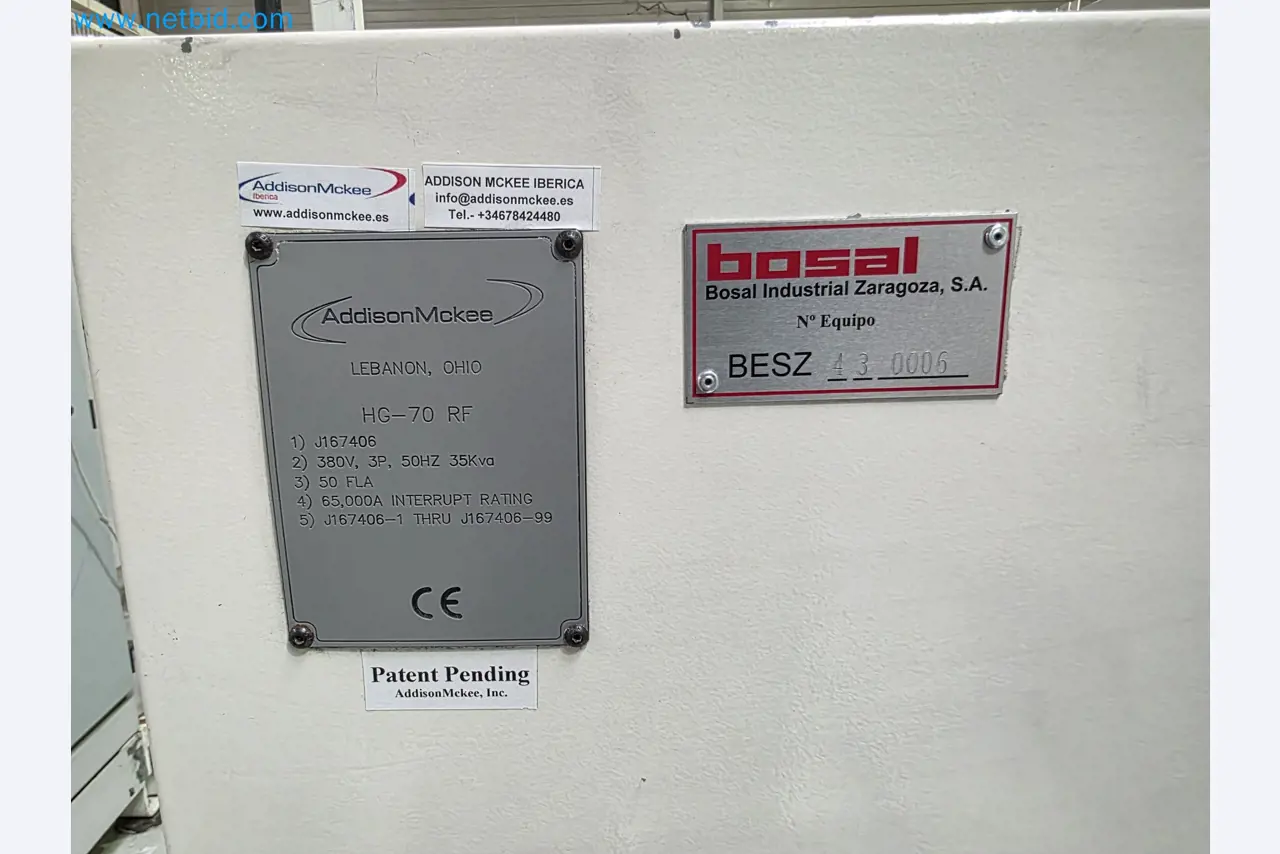 www.netbid.com
AddisonMckee
Iberica
www.addisonmckee.es
ADDISON MCKEE IBERICA
info@addisonmckee.es
Tel.- +34678424480
AddisonMckee
LEBANON, OHIO
HG-70 RF
1) J167406
2) 380V, 3P, 50HZ 35Kva
3) 50 FLA
4) 65,000A INTERRUPT RATING
5) J167406-1 THRU J167406-99
CE
Patent Pending
AddisonMckee, Inc.
bosal
Bosal Industrial Zaragoza, S.A.
Nº Equipo
BESZ 43 0006